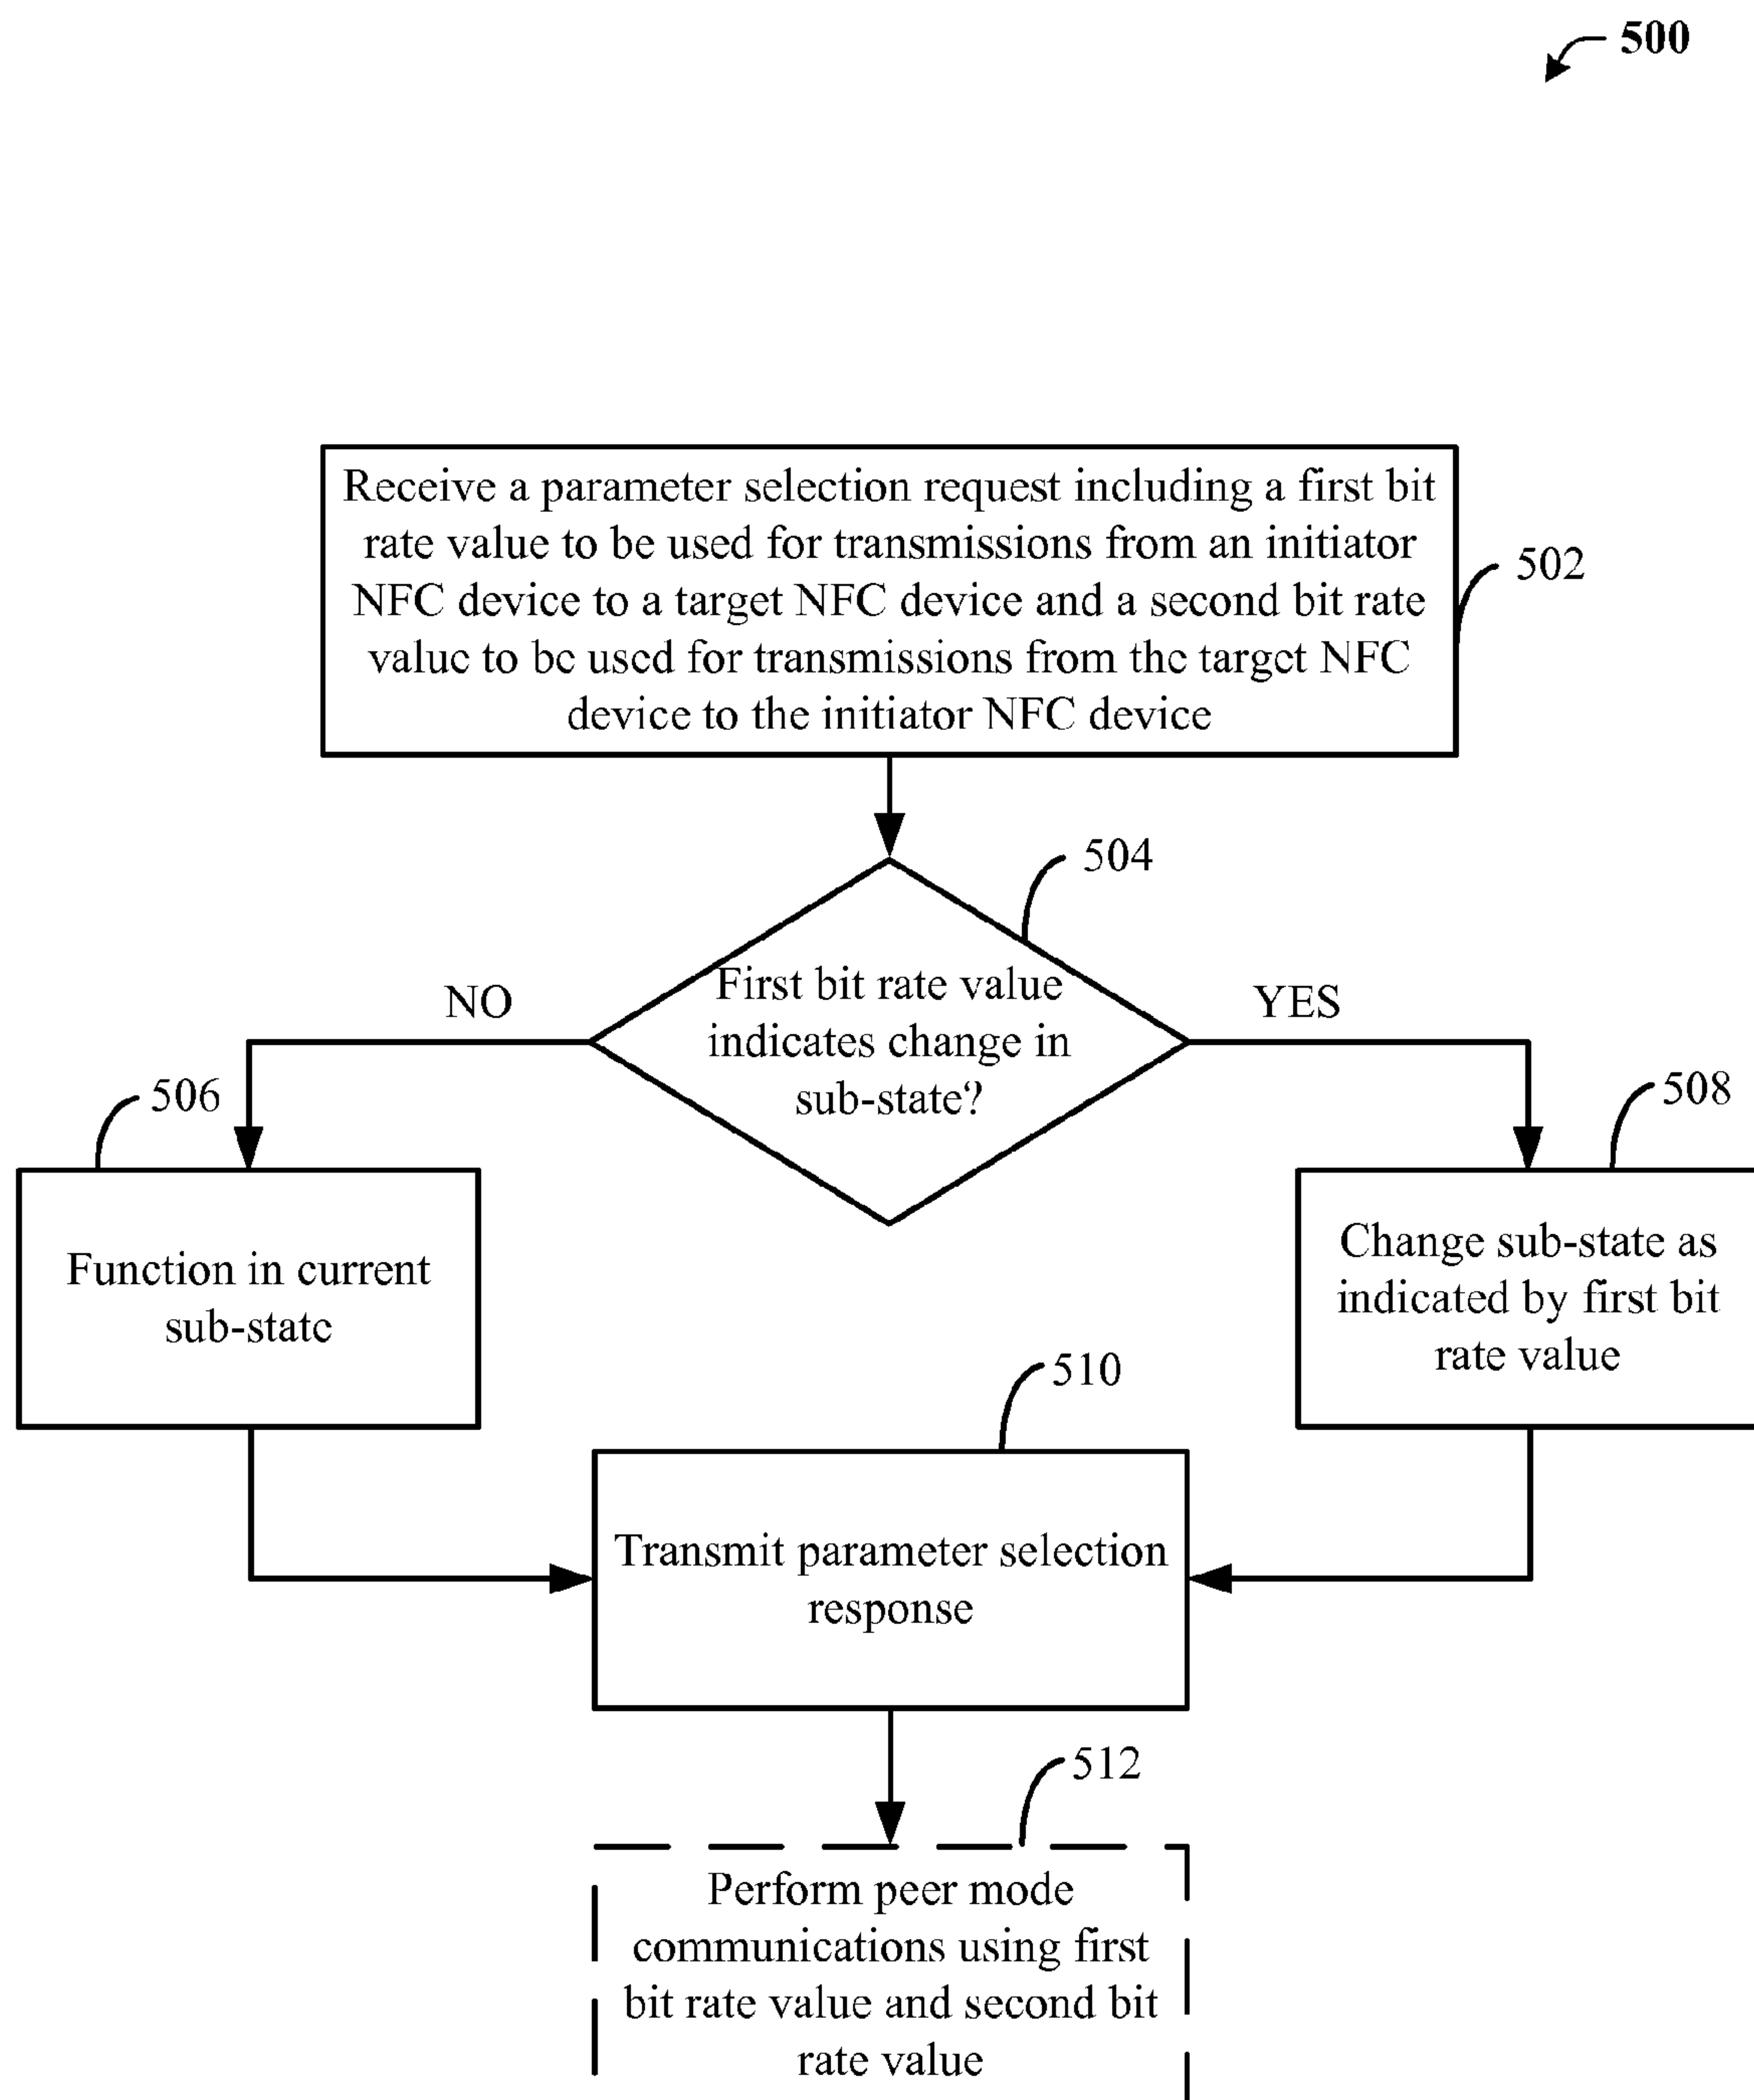 500
Receive a parameter selection request including a first bit
rate value to be used for transmissions from an initiator
NFC device to a target NFC device and a second bit rate
value to be used for transmissions from the target NFC
device to the initiator NFC device
502
504
First bit rate value
indicates change in
sub-state?
NO
YES
506
508
Function in current
sub-state
Change sub-state as
indicated by first bit
rate value
510
Transmit parameter selection
response
512
Perform peer mode
communications using first
bit rate value and second bit
rate value